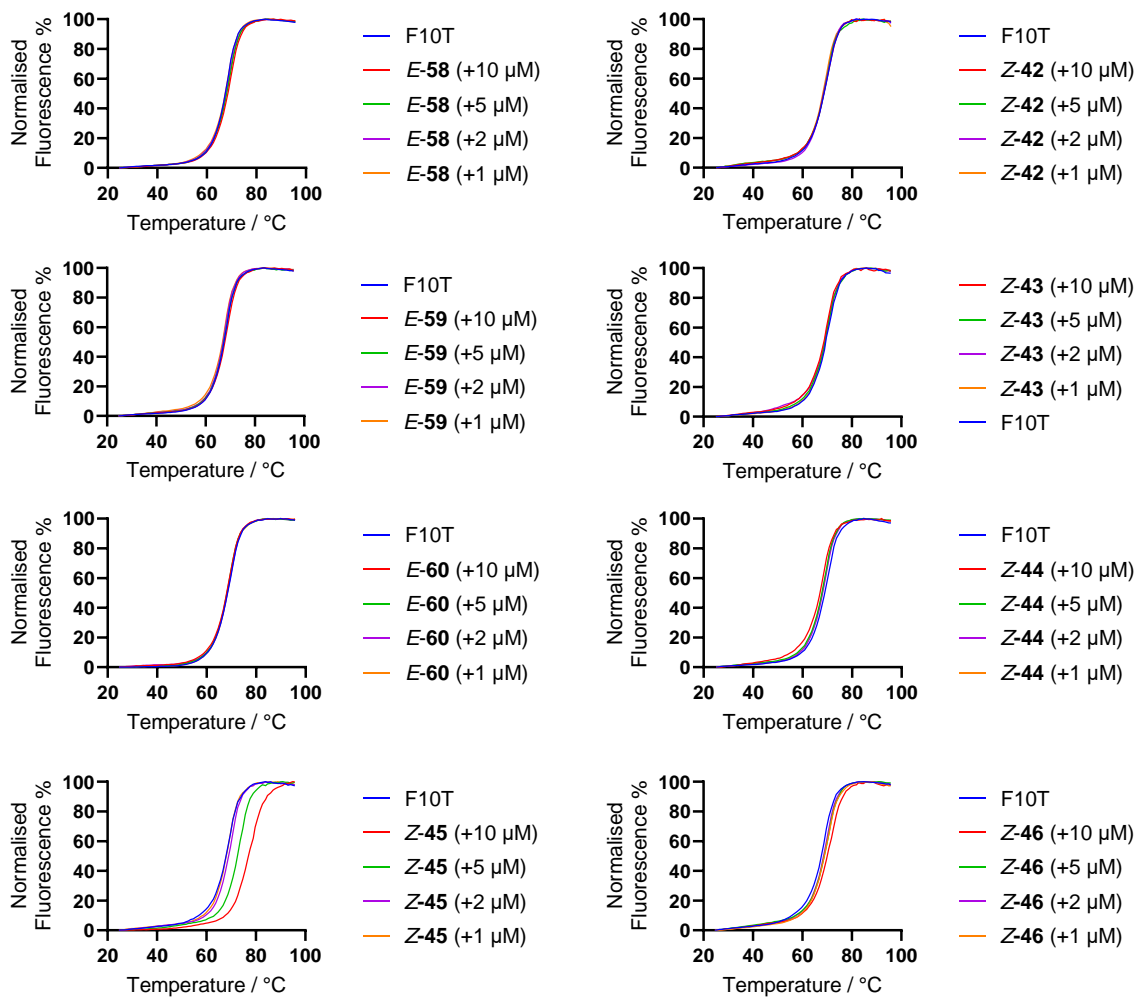 Normalised
Fluorescence %
100
80
60
40
20
0
20 40 60 80 100
Temperature / °C
F10T
E-58 (+10 µM)
E-58 (+5 µM)
E-58 (+2 µM)
E-58 (+1 µM)
Normalised
Fluorescence %
100
80
60
40
20
0
20 40 60 80 100
Temperature / °C
F10T
Z-42 (+10 µM)
Z-42 (+5 µM)
Z-42 (+2 µM)
Z-42 (+1 µM)
Normalised
Fluorescence %
100
80
60
40
20
0
20 40 60 80 100
Temperature / °C
F10T
E-59 (+10 µM)
E-59 (+5 µM)
E-59 (+2 µM)
E-59 (+1 µM)
Normalised
Fluorescence %
100
80
60
40
20
0
20 40 60 80 100
Temperature / °C
Z-43 (+10 µM)
Z-43 (+5 µM)
Z-43 (+2 µM)
Z-43 (+1 µM)
F10T
Normalised
Fluorescence %
100
80
60
40
20
0
20 40 60 80 100
Temperature / °C
F10T
E-60 (+10 µM)
E-60 (+5 µM)
E-60 (+2 µM)
E-60 (+1 µM)
Normalised
Fluorescence %
100
80
60
40
20
0
20 40 60 80 100
Temperature / °C
F10T
Z-44 (+10 µM)
Z-44 (+5 µM)
Z-44 (+2 µM)
Z-44 (+1 µM)
Normalised
Fluorescence %
100
80
60
40
20
0
20 40 60 80 100
Temperature / °C
F10T
Z-45 (+10 µM)
Z-45 (+5 µM)
Z-45 (+2 µM)
Z-45 (+1 µM)
Normalised
Fluorescence %
100
80
60
40
20
0
20 40 60 80 100
Temperature / °C
F10T
Z-46 (+10 µM)
Z-46 (+5 µM)
Z-46 (+2 µM)
Z-46 (+1 µM)